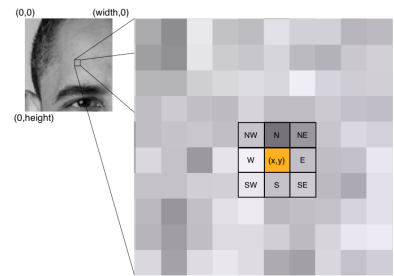 (0,0) (width,0)
(0,height)
NW N NE
W (x,y) E
SW S SE